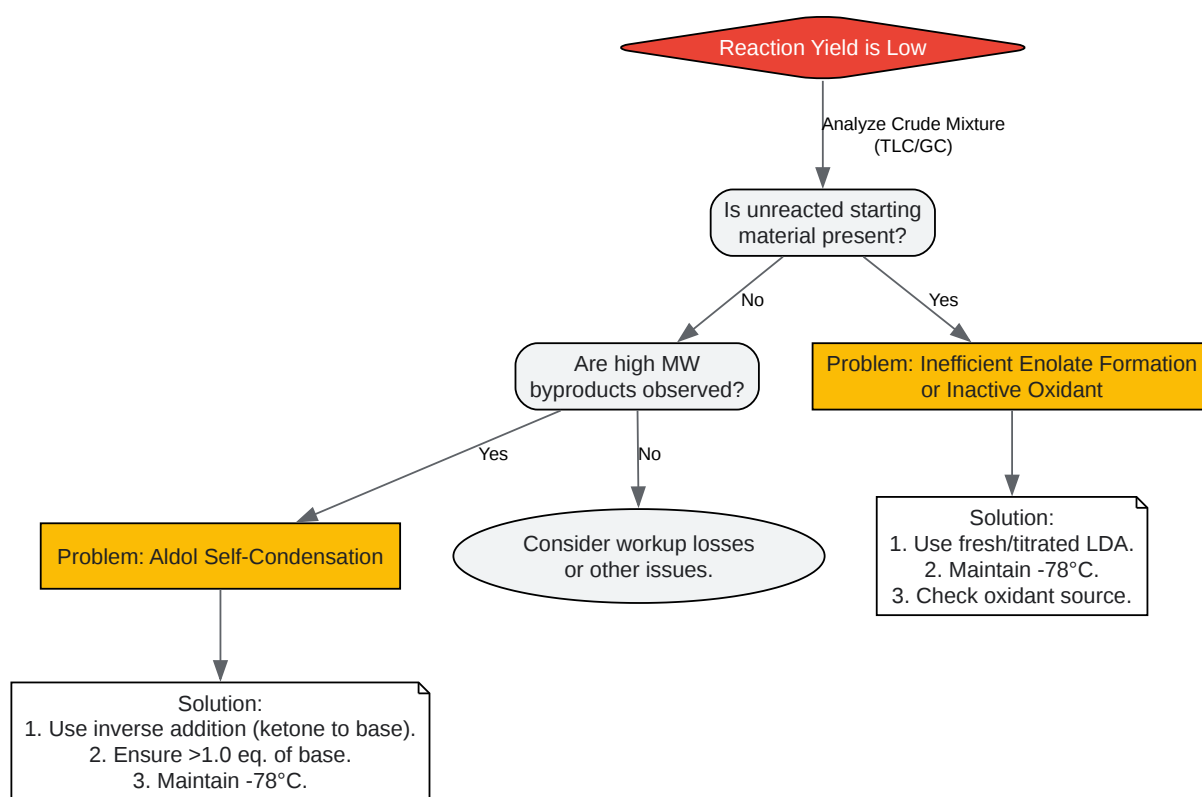 Reaction Yield is Low
Analyze Crude Mixture
(TLC/GC)
Is unreacted starting
material present?
No
Yes
Are high MW
byproducts observed?
Problem: Inefficient Enolate Formation
or Inactive Oxidant
Yes
No
Problem: Aldol Self-Condensation
Consider workup losses
or other issues.
Solution:
1. Use fresh/titrated LDA.
2. Maintain -78°C.
3. Check oxidant source.
Solution:
1. Use inverse addition (ketone to base).
2. Ensure >1.0 eq. of base.
3. Maintain -78°C.